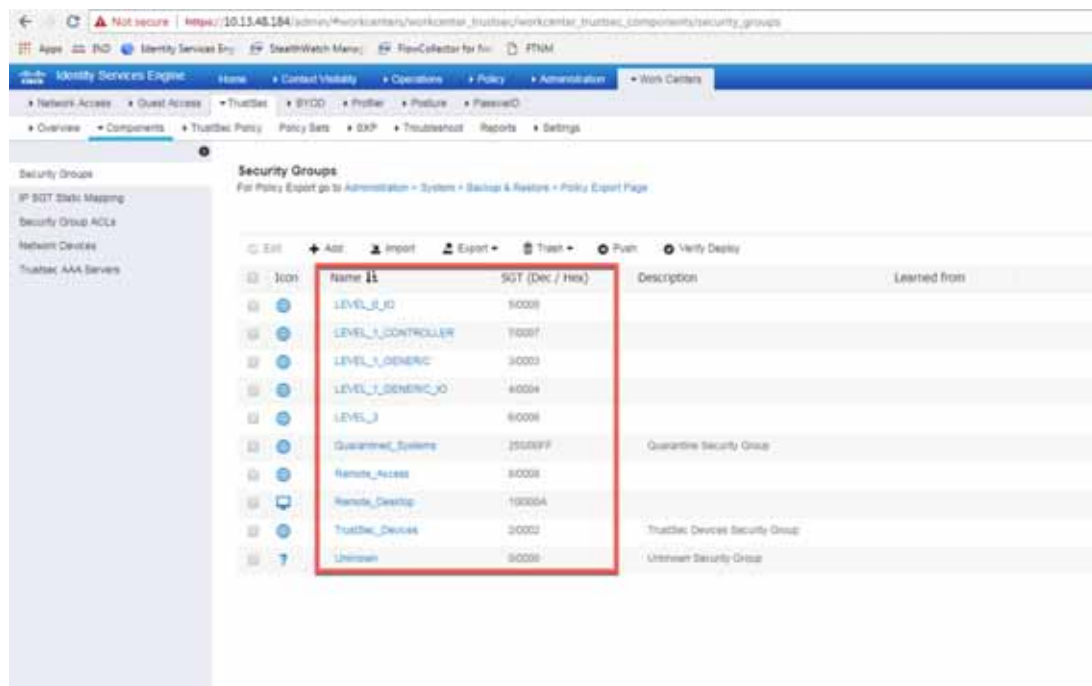 Not secure | https://10.13.48.184/admin/#workcenters/workcenter_trustsec/workcenter_trustsec_components/security_groups
Apps IND Identity Services Eng StealthWatch Manag FlowCollector for FTNM
Identity Services Engine Home Context Visibility Operations Policy Administration Work Centers
Network Access Guest Access TrustSec BYOD Profiler Posture PassiveID
Overview Components TrustSec Policy Policy Sets SXP Troubleshoot Reports Settings
Security Groups
IP SGT Static Mapping
Security Group ACLs
Network Devices
Trustsec AAA Servers
Security Groups
For Policy Export go to Administration > System > Backup & Restore > Policy Export Page
Edit Add Import Export Trash Push Verify Deploy
Icon Name SGT (Dec / Hex) Description Learned from
LEVEL_0_IO
LEVEL_1_CONTROLLER 7/0007
LEVEL_1_GENERIC 3/0003
LEVEL_1_GENERIC_IO 4/0004
LEVEL_3 6/0006
Quarantined_Systems 255/00FF Quarantine Security Group
Remote_Access 8/0008
Remote_Desktop 10/000A
TrustSec_Devices 2/0002 TrustSec Devices Security Group
Unknown 0/0000 Unknown Security Group